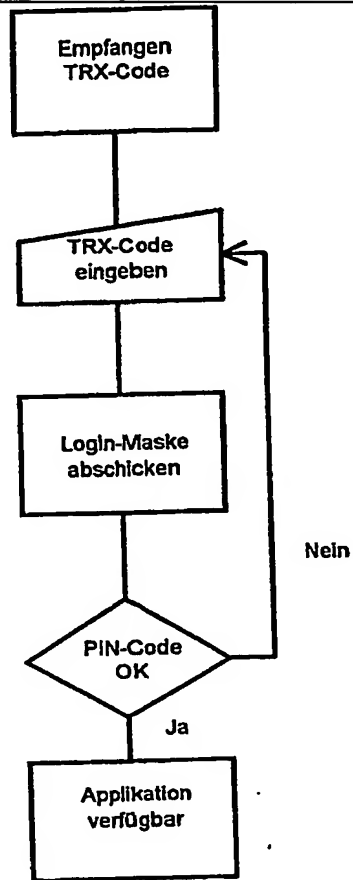 Empfangen
TRX-Code
TRX-Code
eingeben
Login-Maske
abschicken
Nein
PIN-Code
OK
Ja
Applikation
verfügbar